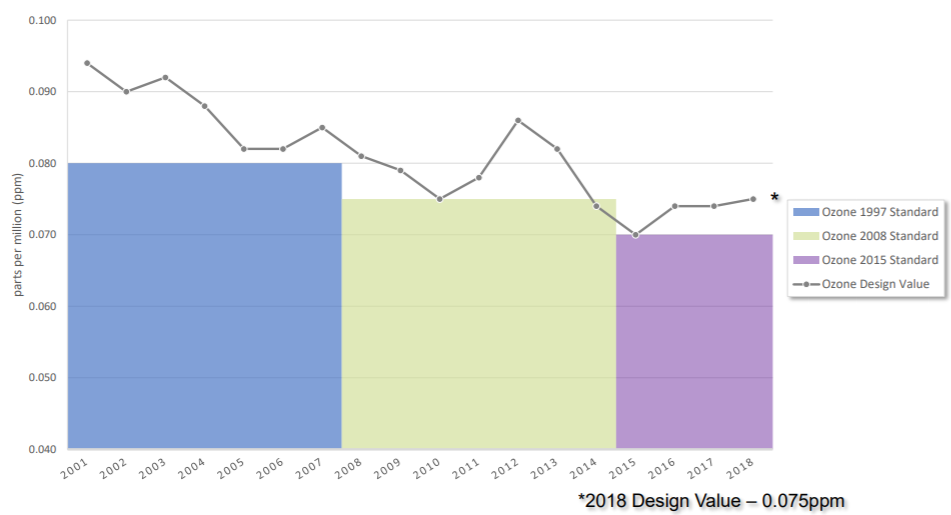 0.100
0.090
0.080
0.070
0.060
0.050
0.040
parts per million (ppm)
2001 2002 2003 2004 2005 2006 2007 2008 2009 2010 2011 2012 2013 2014 2015 2016 2017 2018
*
Ozone 1997 Standard
Ozone 2008 Standard
Ozone 2015 Standard
Ozone Design Value
*2018 Design Value – 0.075ppm